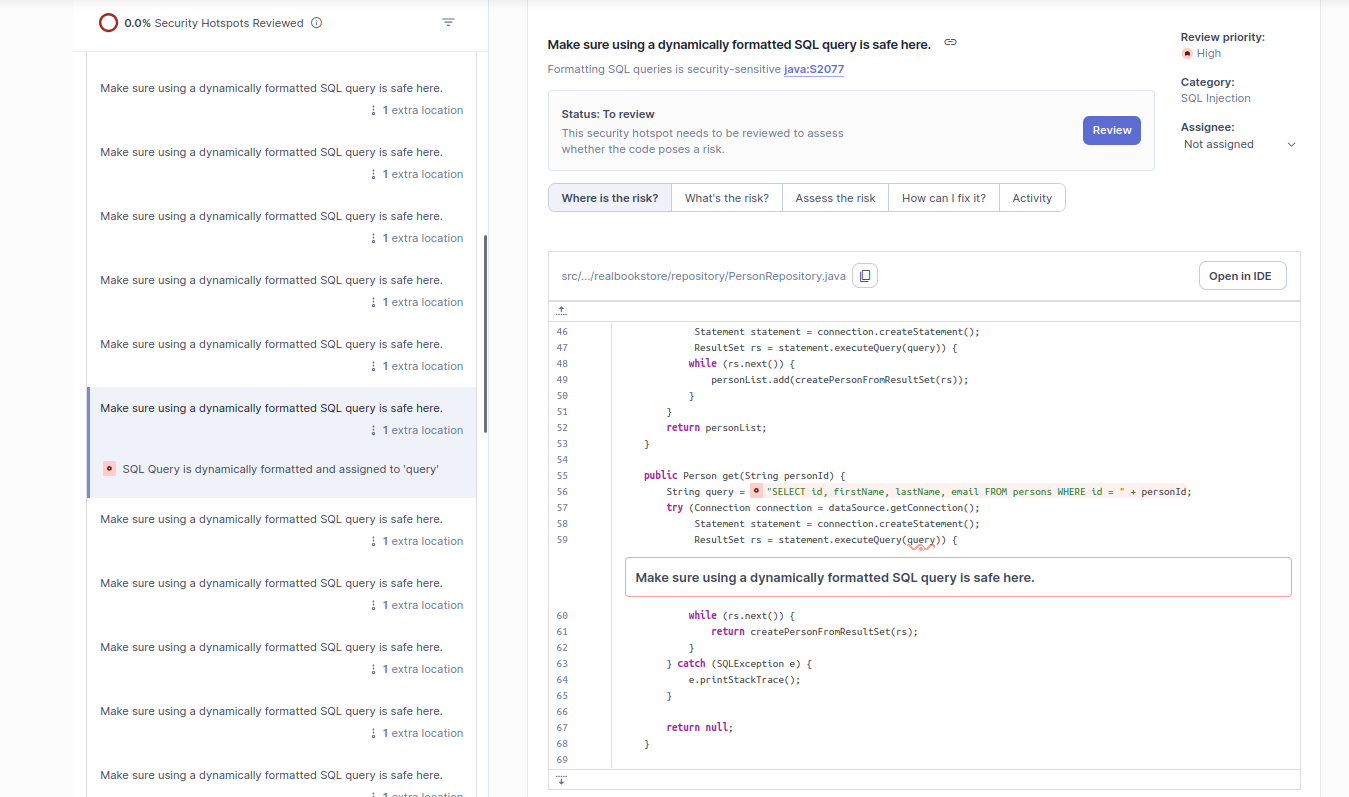 0.0% Security Hotspots Reviewed
Make sure using a dynamically formatted SQL query is safe here.
1 extra location
Make sure using a dynamically formatted SQL query is safe here.
1 extra location
Make sure using a dynamically formatted SQL query is safe here.
1 extra location
Make sure using a dynamically formatted SQL query is safe here.
1 extra location
Make sure using a dynamically formatted SQL query is safe here.
1 extra location
Make sure using a dynamically formatted SQL query is safe here.
1 extra location
SQL Query is dynamically formatted and assigned to 'query'
Make sure using a dynamically formatted SQL query is safe here.
1 extra location
Make sure using a dynamically formatted SQL query is safe here.
1 extra location
Make sure using a dynamically formatted SQL query is safe here.
1 extra location
Make sure using a dynamically formatted SQL query is safe here.
1 extra location
Make sure using a dynamically formatted SQL query is safe here.
1 extra location
Make sure using a dynamically formatted SQL query is safe here.
Formatting SQL queries is security-sensitive java:S2077
Status: To review
This security hotspot needs to be reviewed to assess
whether the code poses a risk.
Review
Review priority:
High
Category:
SQL Injection
Assignee:
Not assigned
Where is the risk?
What's the risk?
Assess the risk
How can I fix it?
Activity
src/.../realbookstore/repository/PersonRepository.java
Open in IDE
46 Statement statement = connection.createStatement();
47 ResultSet rs = statement.executeQuery(query)) {
48 while (rs.next()) {
49 personList.add(createPersonFromResultSet(rs));
50 }
51 }
52 return personList;
53 }
54
55 public Person get(String personId) {
56 String query = "SELECT id, firstName, lastName, email FROM persons WHERE id = " + personId;
57 try (Connection connection = dataSource.getConnection();
58 Statement statement = connection.createStatement();
59 ResultSet rs = statement.executeQuery(query)) {
Make sure using a dynamically formatted SQL query is safe here.
60 while (rs.next()) {
61 return createPersonFromResultSet(rs);
62 }
63 } catch (SQLException e) {
64 e.printStackTrace();
65 }
66
67 return null;
68 }
69